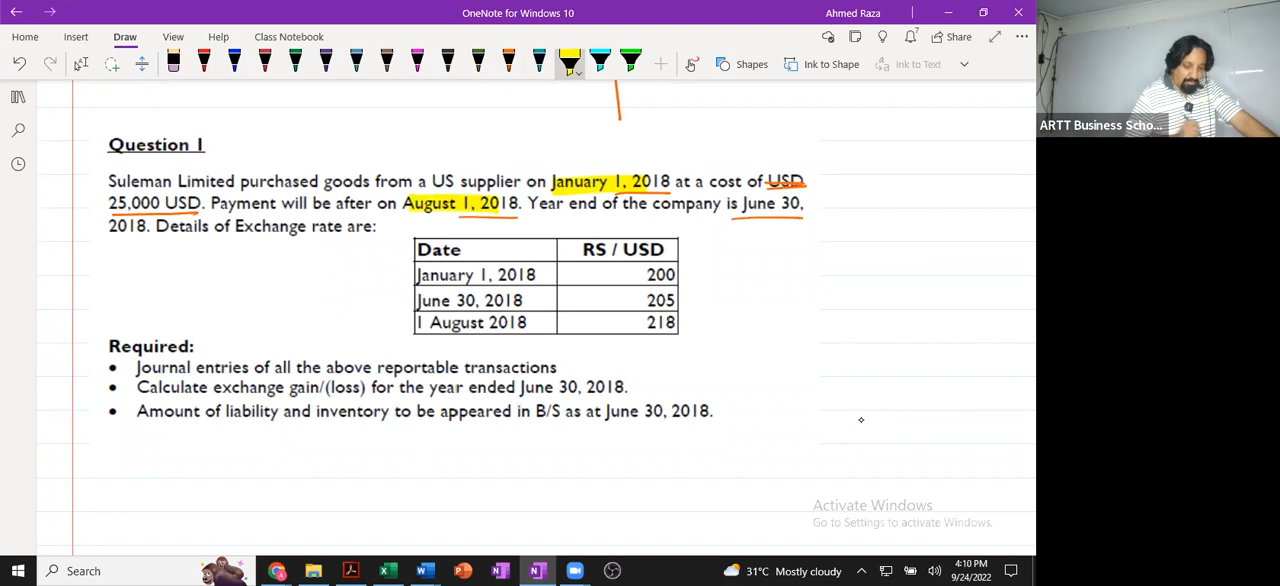 OneNote for Windows 10
Ahmed Raza
Home Insert Draw View Help Class Notebook
Share
Shapes Ink to Shape Ink to Text
ARTT Business Scho...
Question 1
Suleman Limited purchased goods from a US supplier on January 1, 2018 at a cost of USD
25,000 USD. Payment will be after on August 1, 2018. Year end of the company is June 30,
2018. Details of Exchange rate are:
Date RS / USD
January 1, 2018 200
June 30, 2018 205
1 August 2018 218
Required:
• Journal entries of all the above reportable transactions
• Calculate exchange gain/(loss) for the year ended June 30, 2018.
• Amount of liability and inventory to be appeared in B/S as at June 30, 2018.
Activate Windows
Go to Settings to activate Windows.
Search
31°C Mostly cloudy
4:10 PM
9/24/2022